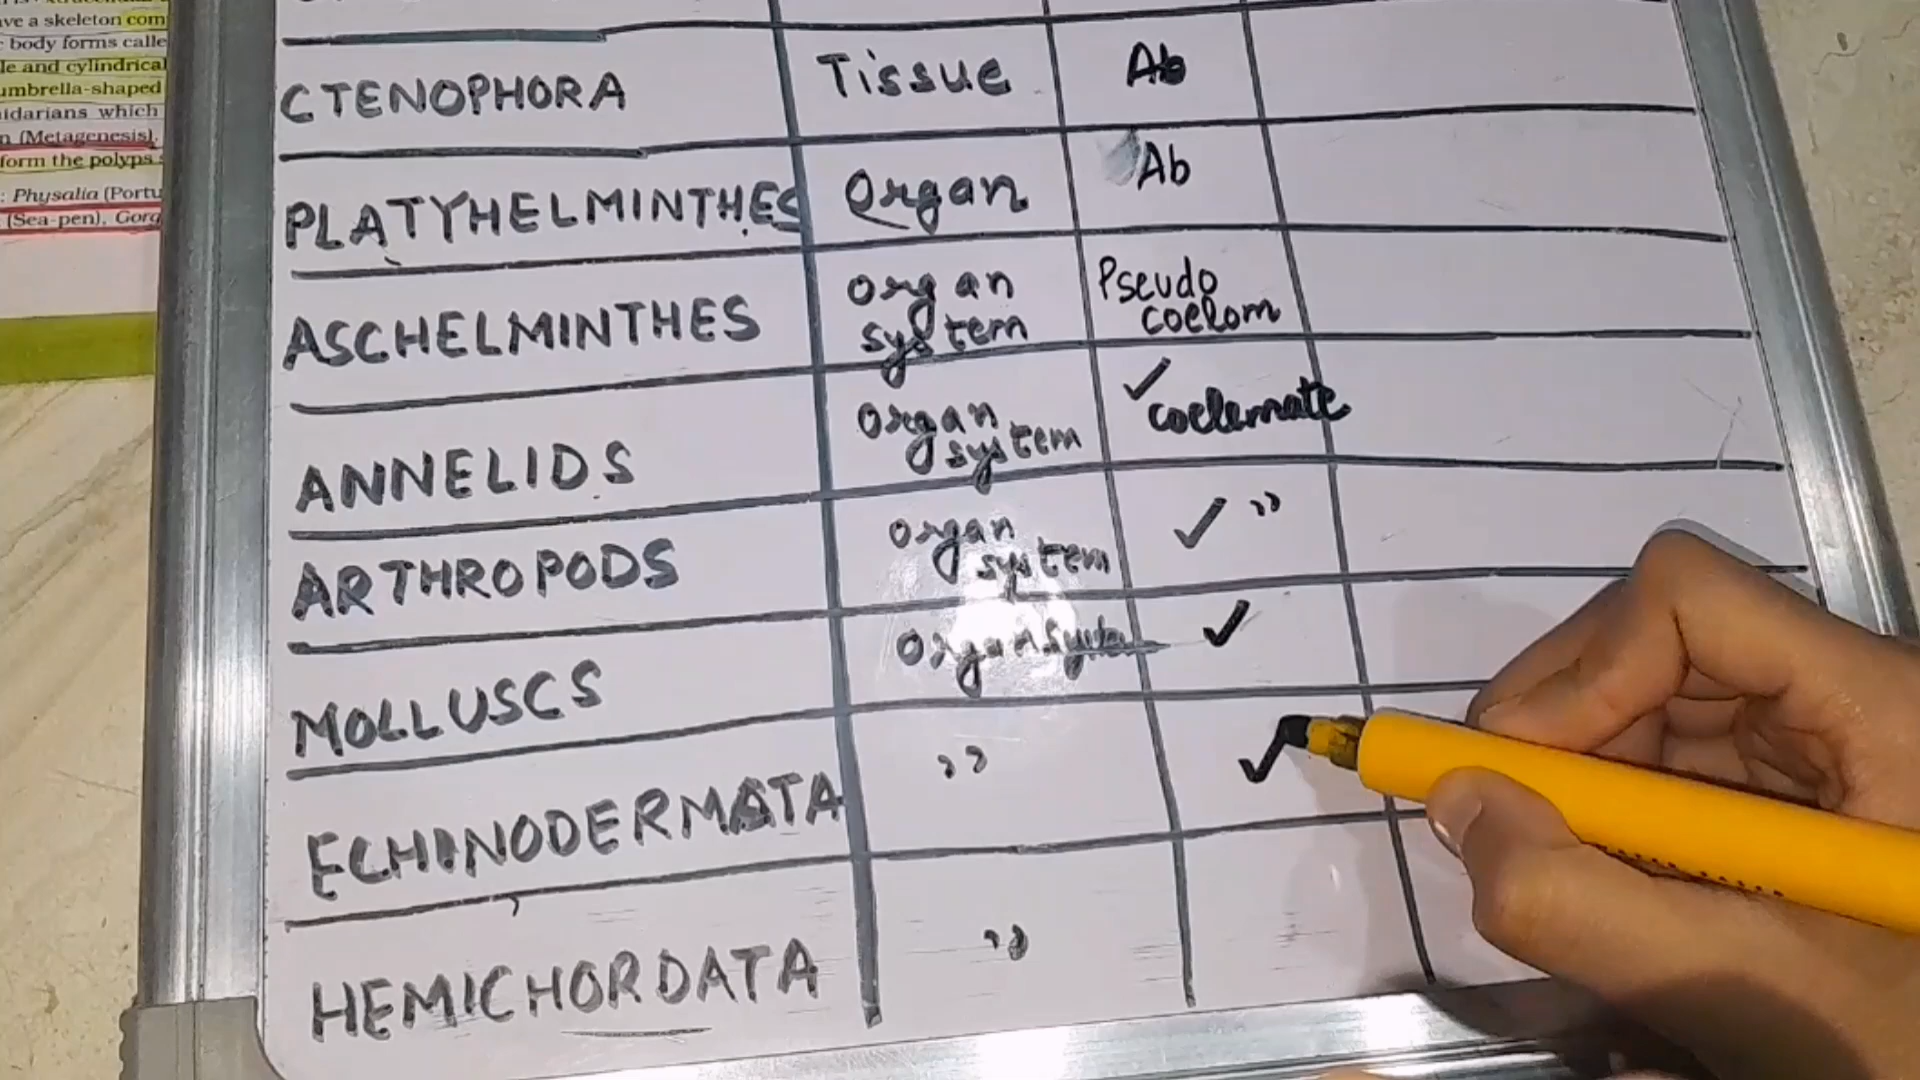 ve a skeleton com
body forms calle
le and cylindrical
umbrella-shaped
idarians which
n (Metagenesis),
form the polyps
: Physalia (Portu
(Sea-pen), Gorg
CTENOPHORA Tissue Ab
PLATYHELMINTHES Organ Ab
ASCHELMINTHES Organ system Pseudo coelom
ANNELIDS Organ system ✓ coelemate
ARTHROPODS Organ system ✓ ”
MOLLUSCS Organ System ✓
ECHINODERMATA ” ✓
HEMICHORDATA ”